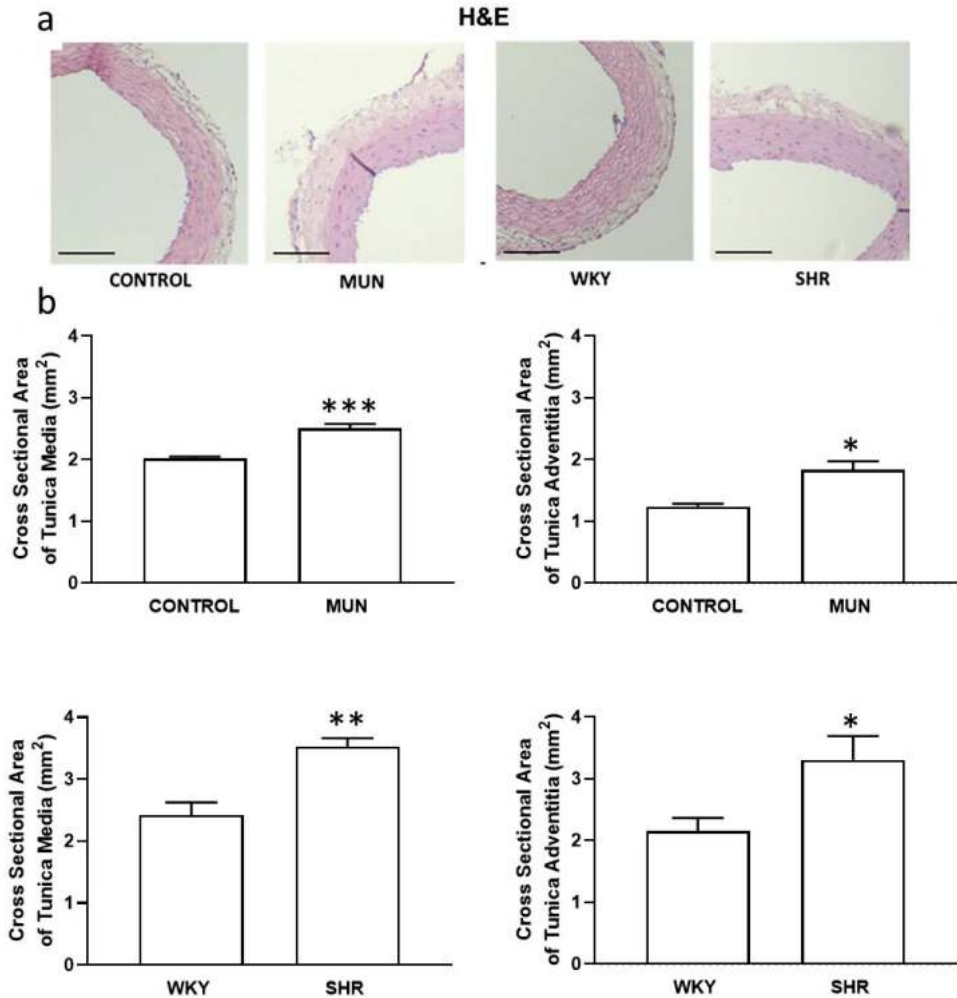 a
H&E
CONTROL
MUN
WKY
SHR
b
Cross Sectional Area
of Tunica Media (mm²)
4
3
2
1
0
***
CONTROL
MUN
Cross Sectional Area
of Tunica Adventitia (mm²)
4
3
2
1
0
*
CONTROL
MUN
Cross Sectional Area
of Tunica Media (mm²)
4
3
2
1
0
**
WKY
SHR
Cross Sectional Area
of Tunica Adventitia (mm²)
4
3
2
1
0
*
WKY
SHR